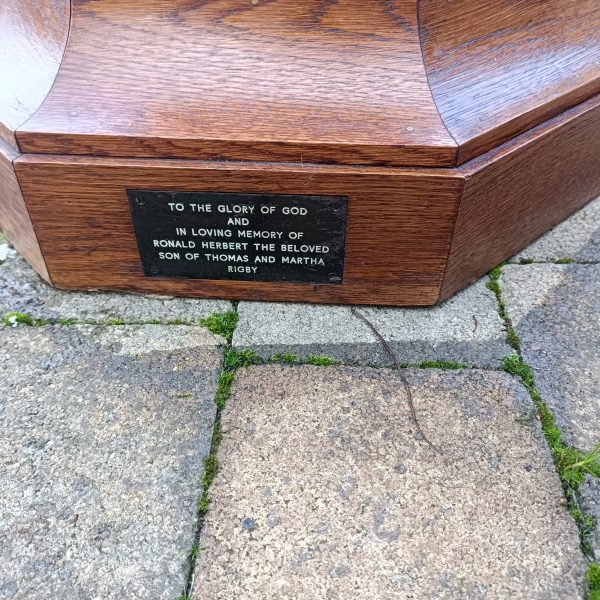 TO THE GLORY OF GOD
AND
IN LOVING MEMORY OF
RONALD HERBERT THE BELOVED
SON OF THOMAS AND MARTHA
RIGBY